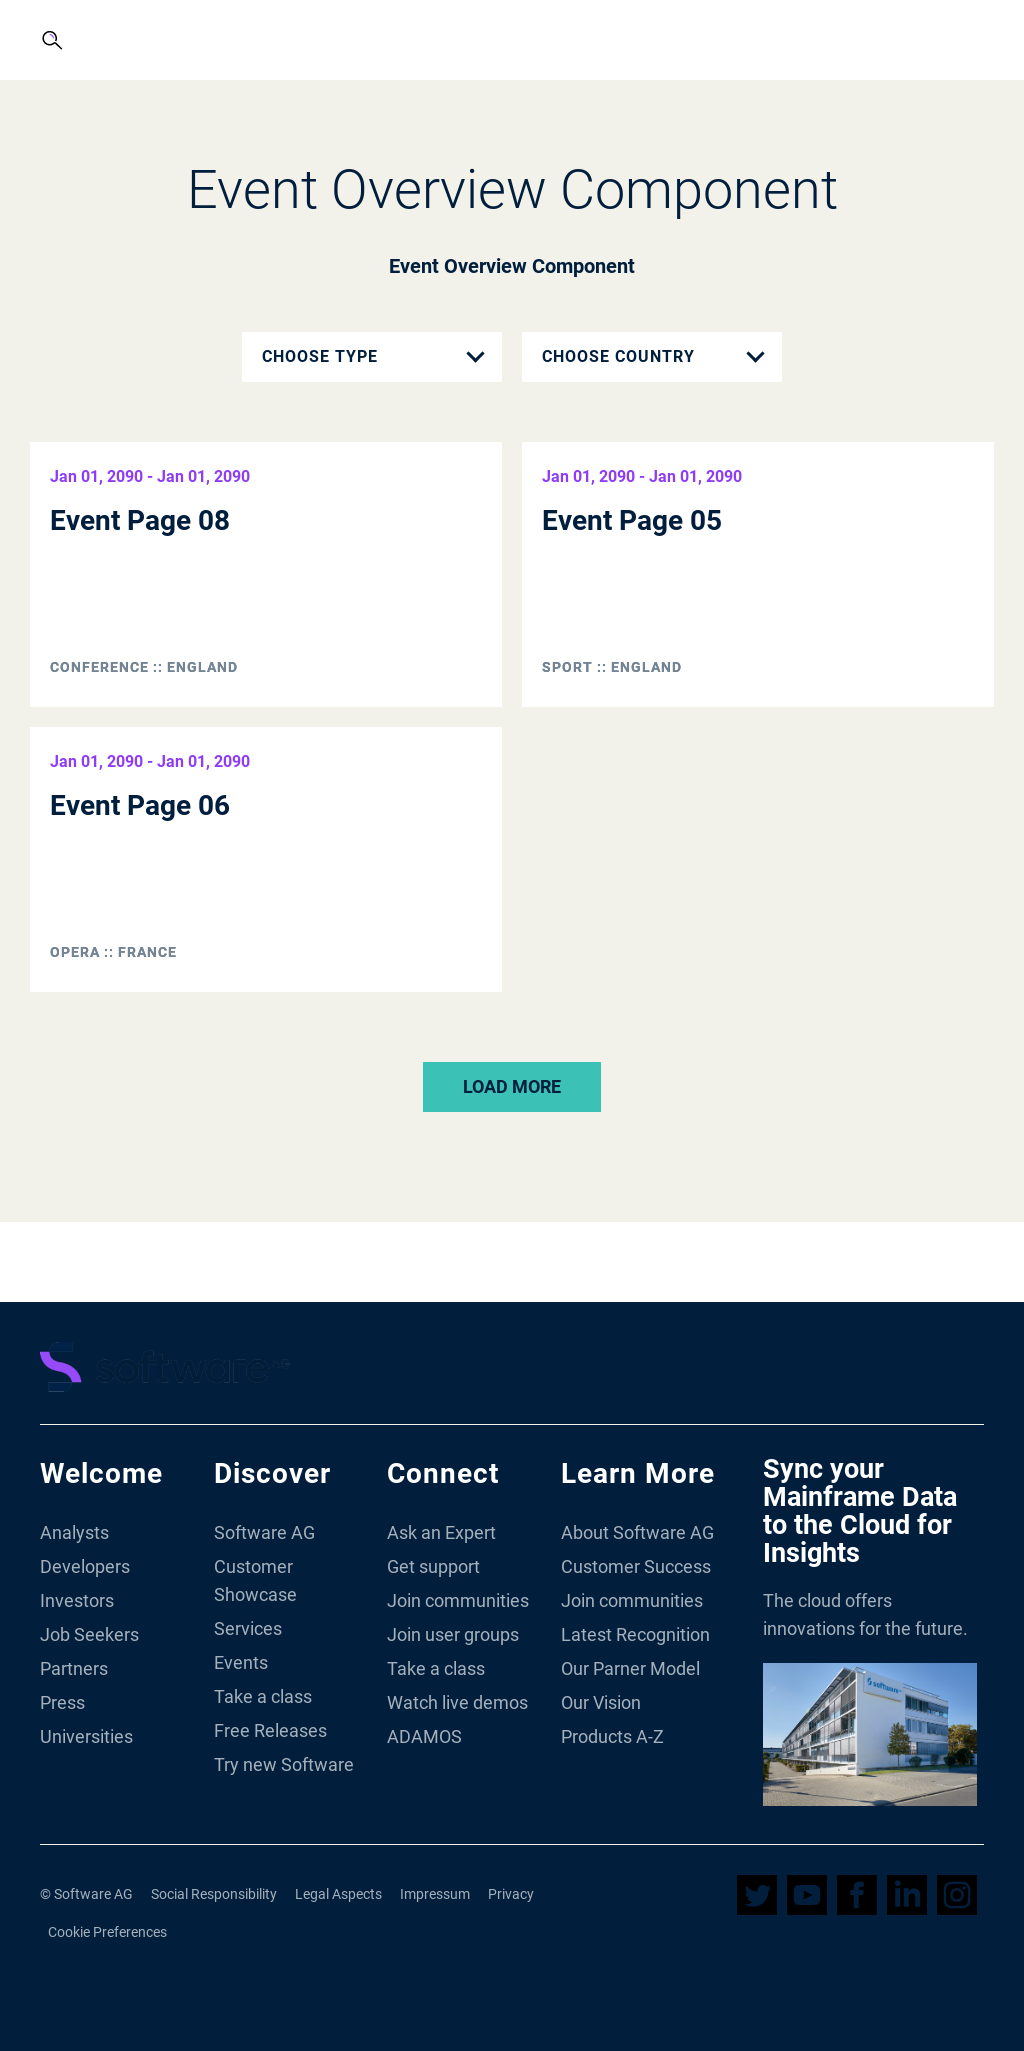 Event Overview Component
Event Overview Component
CHOOSE TYPE
CHOOSE COUNTRY
Jan 01, 2090 - Jan 01, 2090
Event Page 08
CONFERENCE :: ENGLAND
Jan 01, 2090 - Jan 01, 2090
Event Page 05
SPORT :: ENGLAND
Jan 01, 2090 - Jan 01, 2090
Event Page 06
OPERA :: FRANCE
LOAD MORE
software
Welcome
Analysts
Developers
Investors
Job Seekers
Partners
Press
Universities
Discover
Software AG
Customer
Showcase
Services
Events
Take a class
Free Releases
Try new Software
Connect
Ask an Expert
Get support
Join communities
Join user groups
Take a class
Watch live demos
ADAMOS
Learn More
About Software AG
Customer Success
Join communities
Latest Recognition
Our Parner Model
Our Vision
Products A-Z
Sync your
Mainframe Data
to the Cloud for
Insights
The cloud offers
innovations for the future.
software
© Software AG Social Responsibility Legal Aspects Impressum Privacy
Cookie Preferences